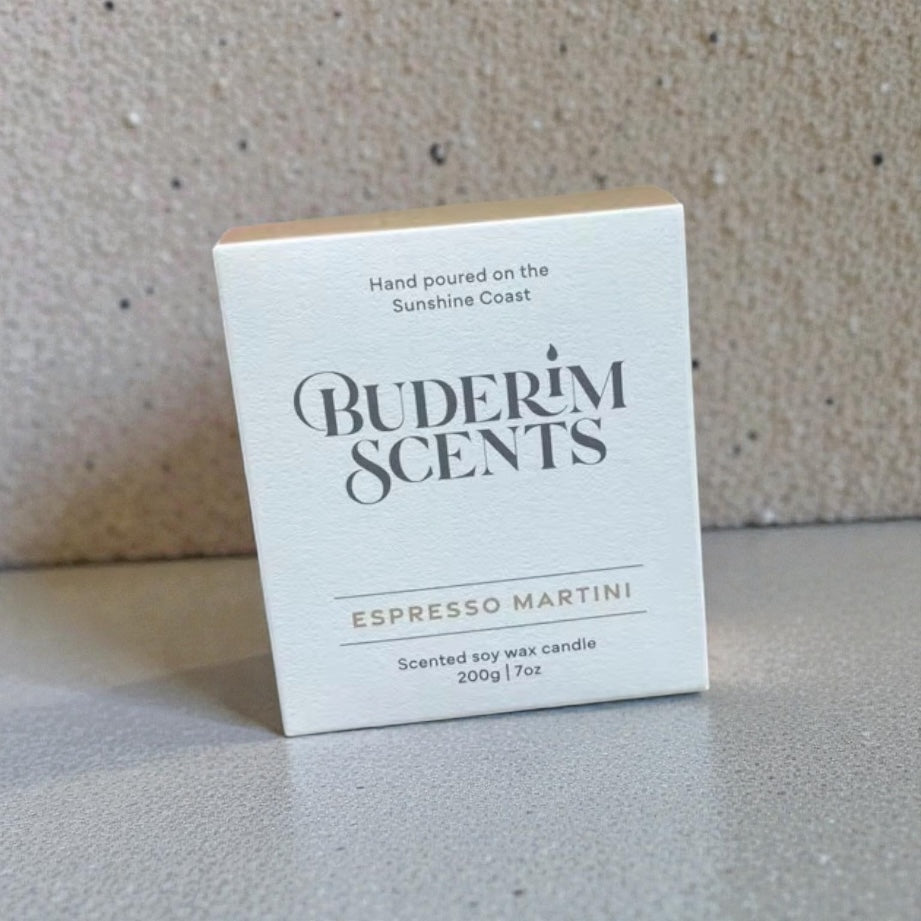 Hand poured on the
Sunshine Coast
BUDERiM
SCENTS
ESPRESSO MARTINI
Scented soy wax candle
200g | 7oz